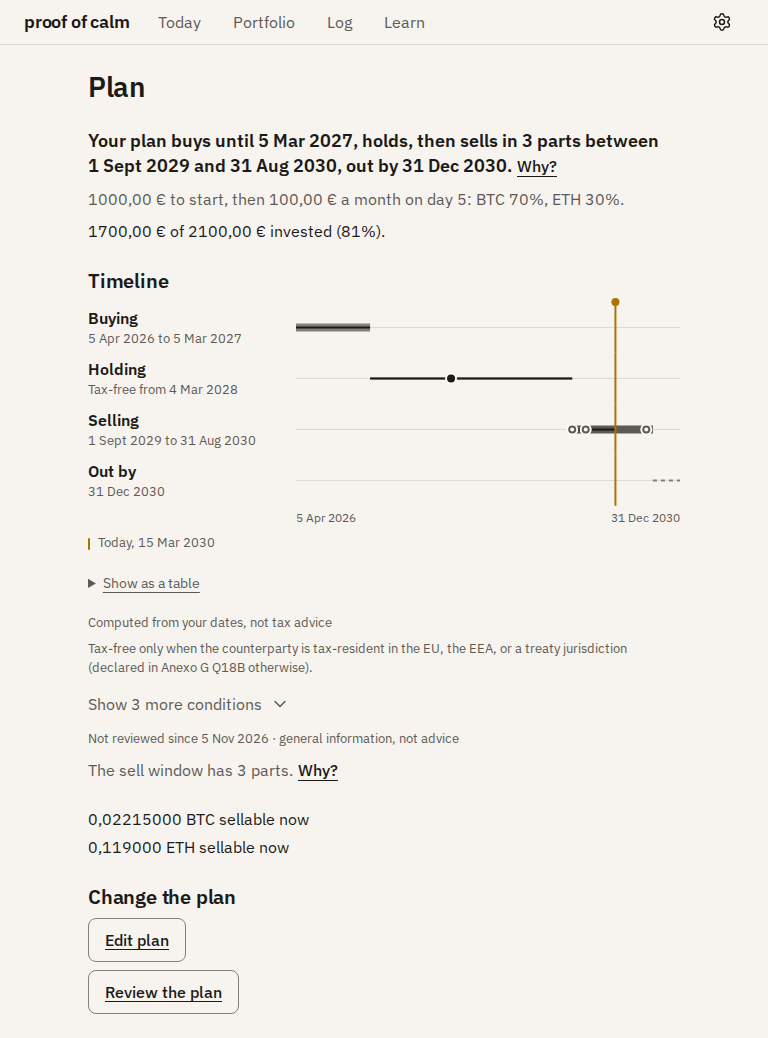 proof of calm Today Portfolio Log Learn
Plan
Your plan buys until 5 Mar 2027, holds, then sells in 3 parts between
1 Sept 2029 and 31 Aug 2030, out by 31 Dec 2030. Why?
1000,00 € to start, then 100,00 € a month on day 5: BTC 70%, ETH 30%.
1700,00 € of 2100,00 € invested (81%).
Timeline
Buying
5 Apr 2026 to 5 Mar 2027
Holding
Tax-free from 4 Mar 2028
Selling
1 Sept 2029 to 31 Aug 2030
Out by
31 Dec 2030
5 Apr 2026 31 Dec 2030
Today, 15 Mar 2030
Show as a table
Computed from your dates, not tax advice
Tax-free only when the counterparty is tax-resident in the EU, the EEA, or a treaty jurisdiction
(declared in Anexo G Q18B otherwise).
Show 3 more conditions
Not reviewed since 5 Nov 2026 · general information, not advice
The sell window has 3 parts. Why?
0,02215000 BTC sellable now
0,119000 ETH sellable now
Change the plan
Edit plan
Review the plan